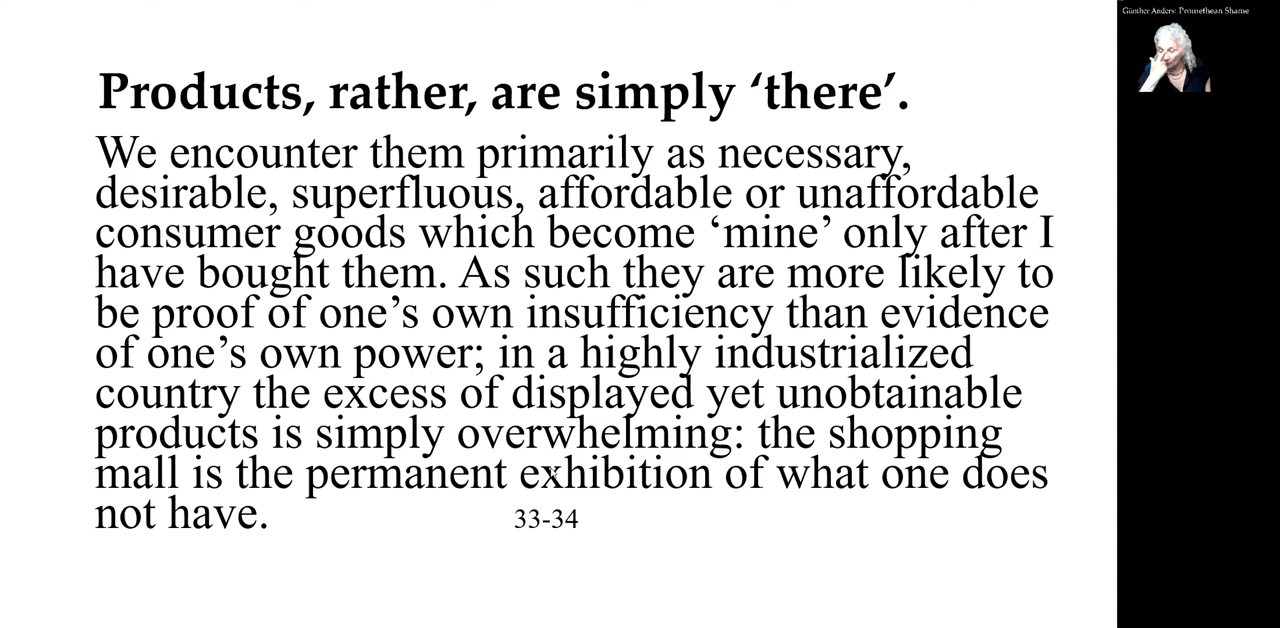 Günther Anders: Promethean Shame
Products, rather, are simply ‘there’.
We encounter them primarily as necessary,
desirable, superfluous, affordable or unaffordable
consumer goods which become ‘mine’ only after I
have bought them. As such they are more likely to
be proof of one’s own insufficiency than evidence
of one’s own power; in a highly industrialized
country the excess of displayed yet unobtainable
products is simply overwhelming: the shopping
mall is the permanent exhibition of what one does
not have. 33-34